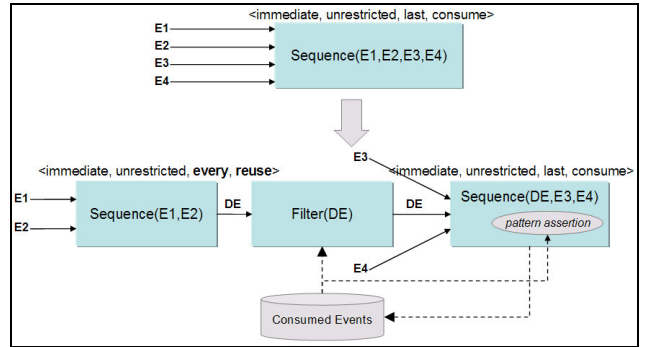 <immediate, unrestricted, last, consume>
E1
E2
E3
E4
Sequence(E1,E2,E3,E4)
E3
<immediate, unrestricted, every, reuse>
<immediate, unrestricted, last, consume>
E1
E2
Sequence(E1,E2)
DE
Filter(DE)
DE
Sequence(DE,E3,E4)
pattern assertion
E4
Consumed Events